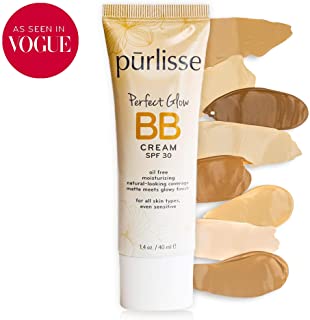 AS SEEN IN
VOGUE
pūrlisse
Perfect Glow
BB
CREAM
SPF 30
oil free
moisturizing
natural-looking coverage
matte meets glowy finish
for all skin types,
even sensitive
1.4 oz / 40 ml ℮